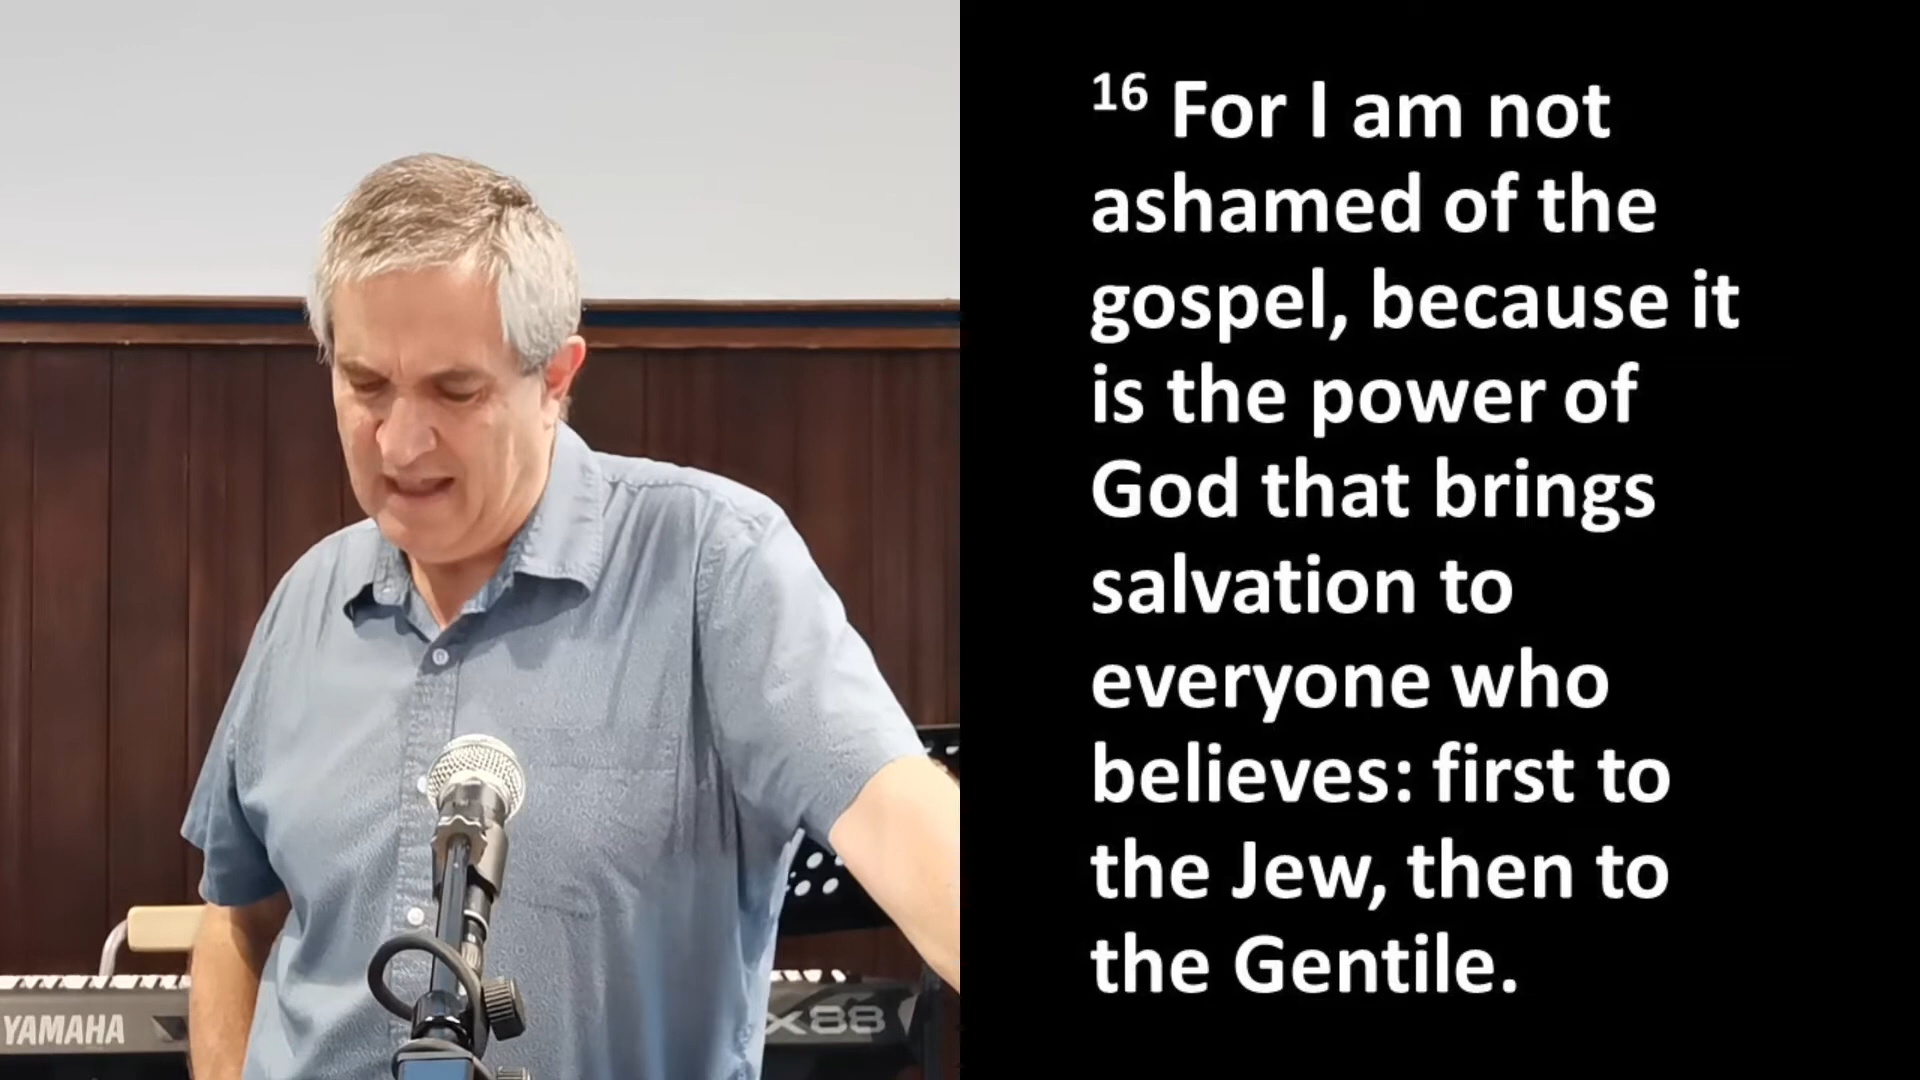 16 For I am not
ashamed of the
gospel, because it
is the power of
God that brings
salvation to
everyone who
believes: first to
the Jew, then to
the Gentile.
YAMAHA
x88